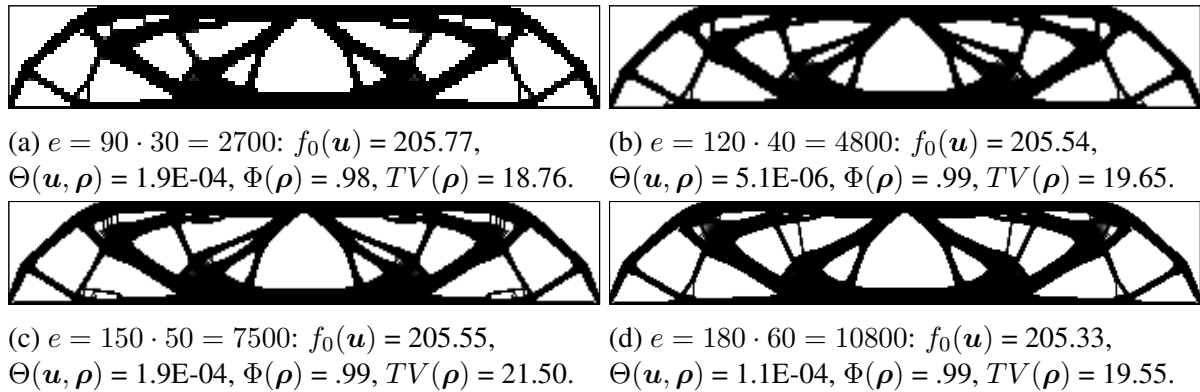 (a) e = 90 · 30 = 2700: f₀(u) = 205.77,
Θ(u, ρ) = 1.9E-04, Φ(ρ) = .98, TV(ρ) = 18.76.
(b) e = 120 · 40 = 4800: f₀(u) = 205.54,
Θ(u, ρ) = 5.1E-06, Φ(ρ) = .99, TV(ρ) = 19.65.
(c) e = 150 · 50 = 7500: f₀(u) = 205.55,
Θ(u, ρ) = 1.9E-04, Φ(ρ) = .99, TV(ρ) = 21.50.
(d) e = 180 · 60 = 10800: f₀(u) = 205.33,
Θ(u, ρ) = 1.1E-04, Φ(ρ) = .99, TV(ρ) = 19.55.